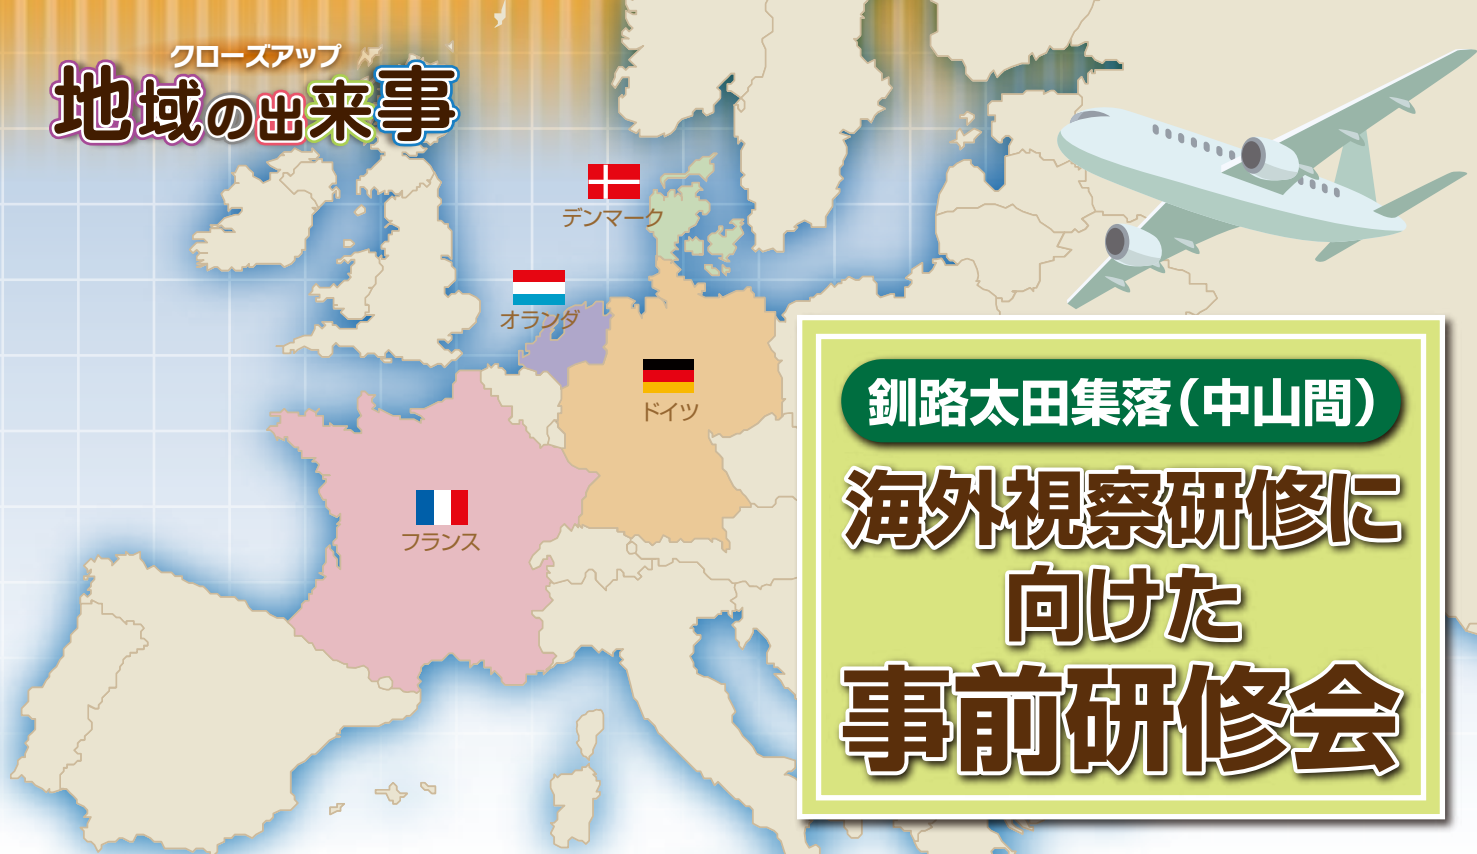 クローズアップ
地域の出来事
デンマーク
オランダ
ドイツ
フランス
釧路太田集落（中山間）
海外視察研修に
向けた
事前研修会